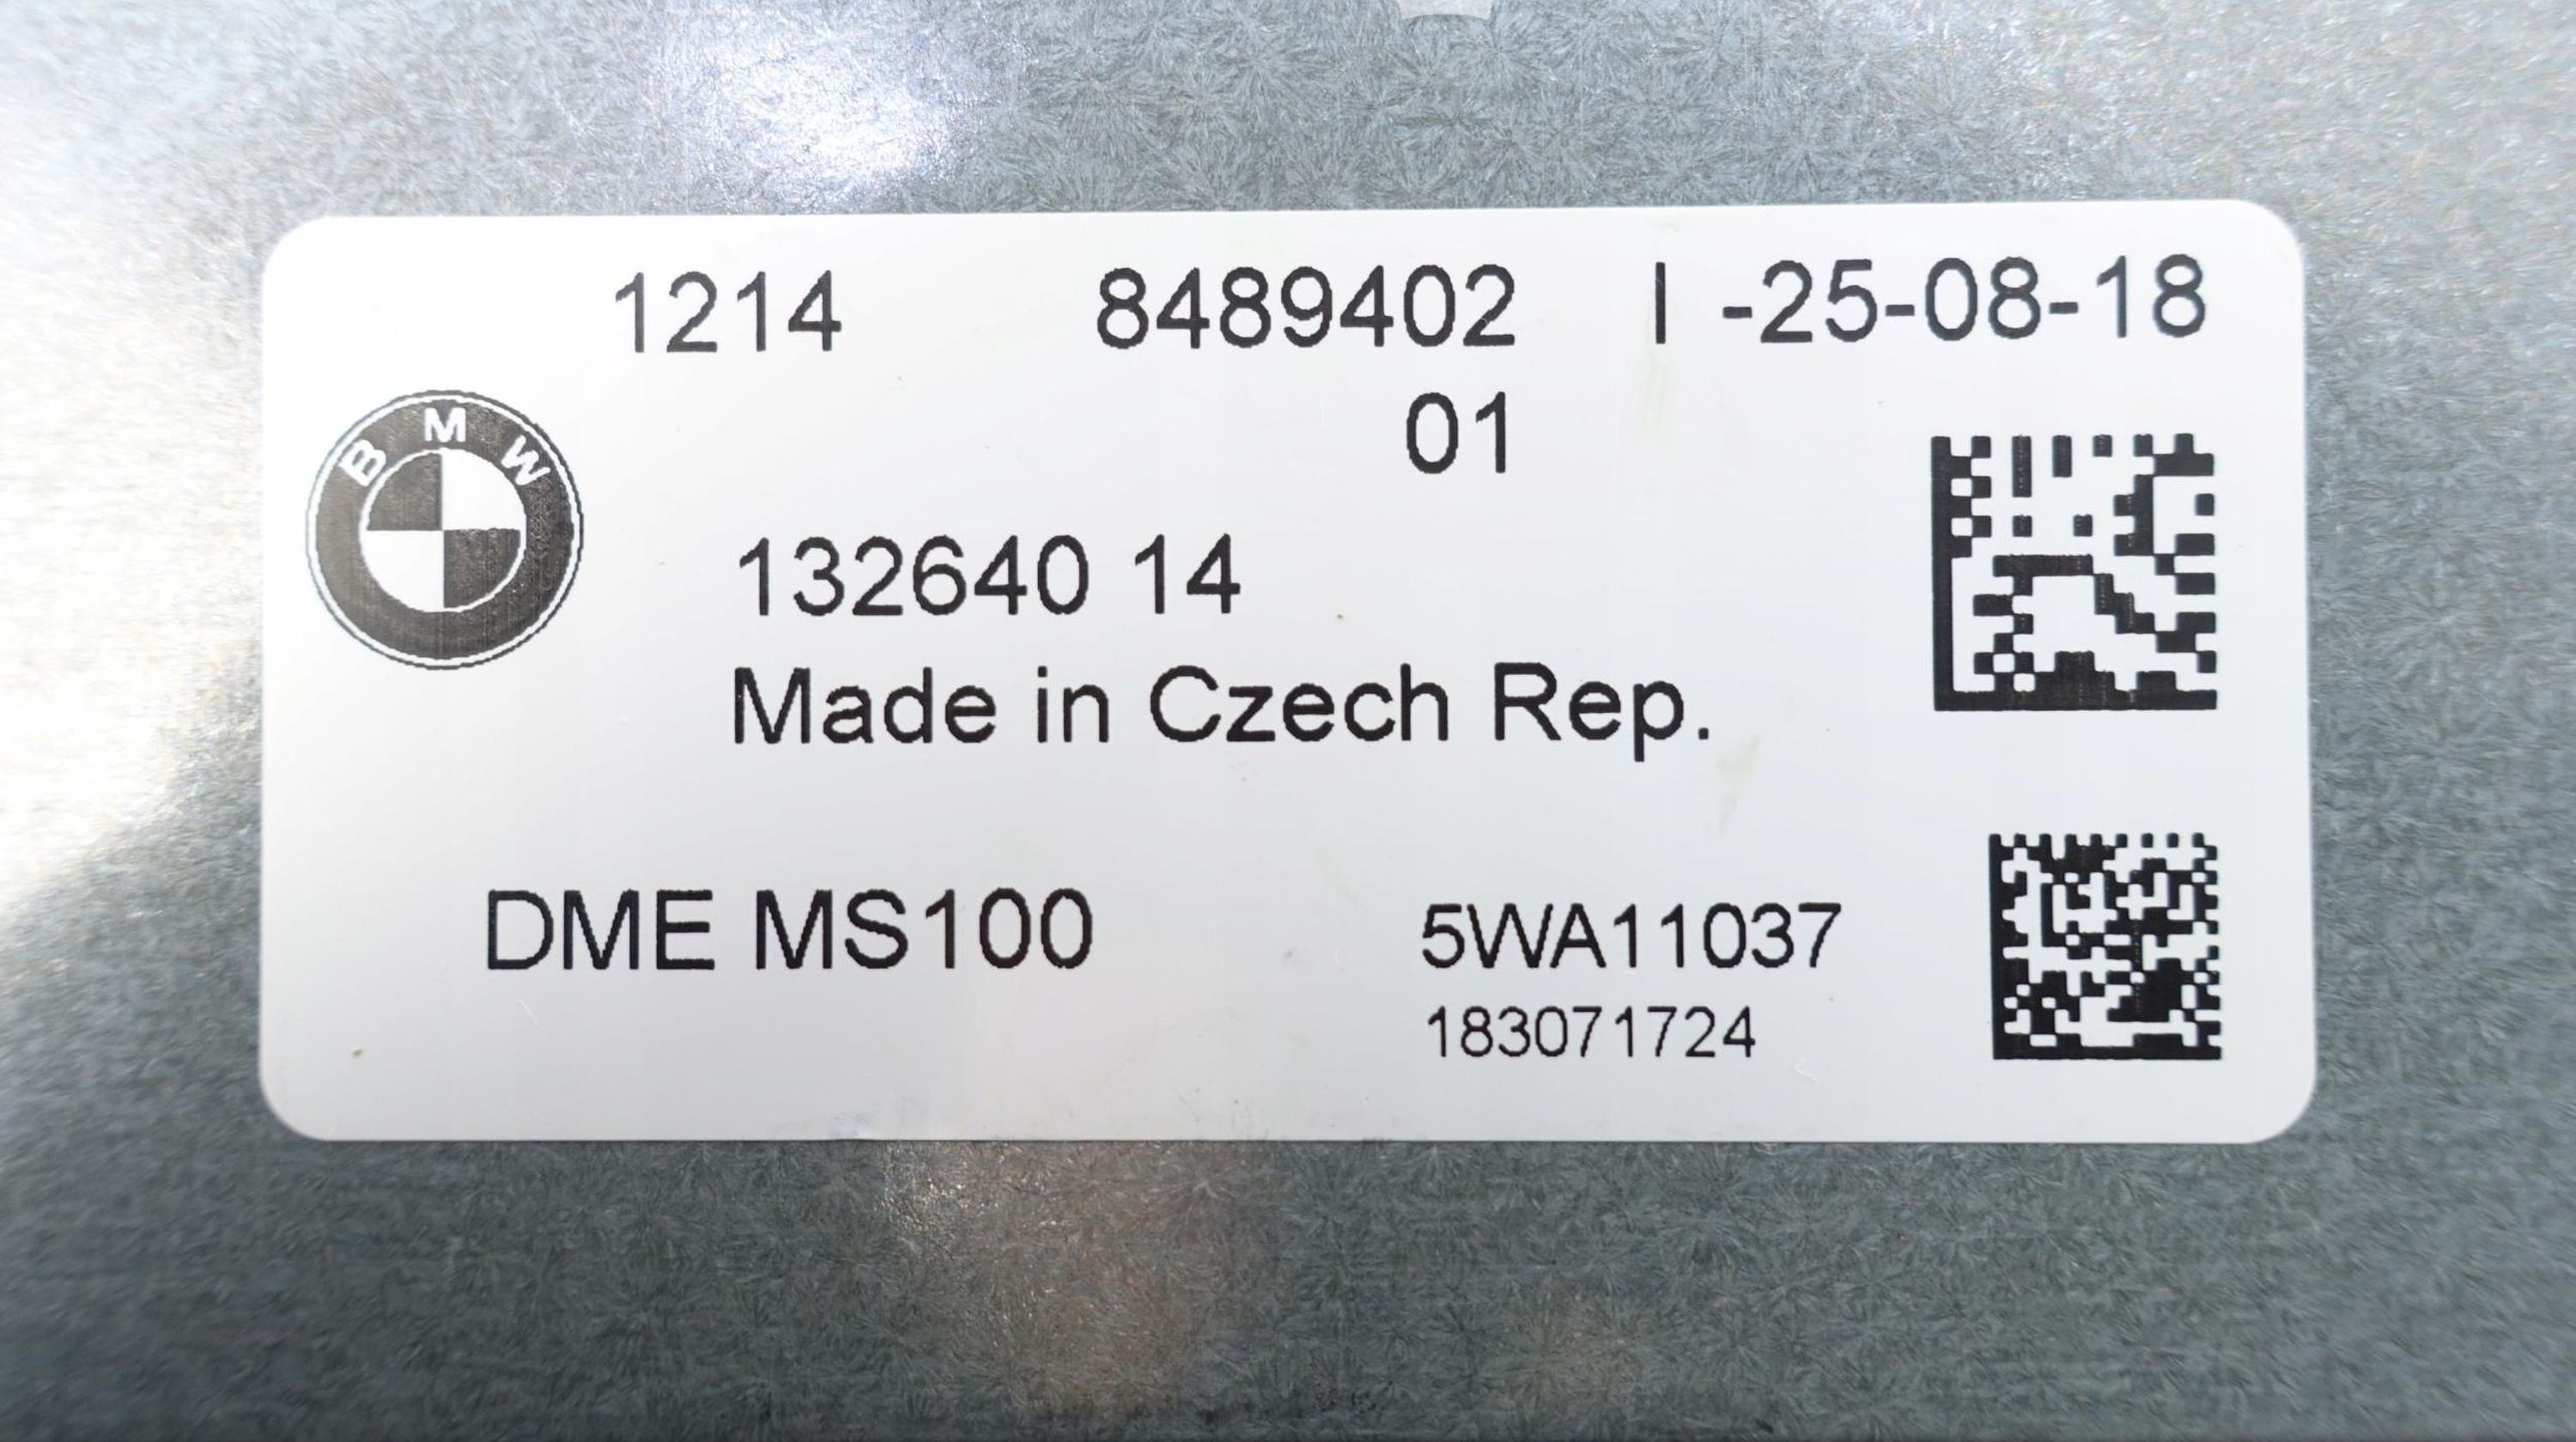 1214 8489402 I -25-08-18
01
BMW
132640 14
Made in Czech Rep.
DME MS100 5WA11037
183071724